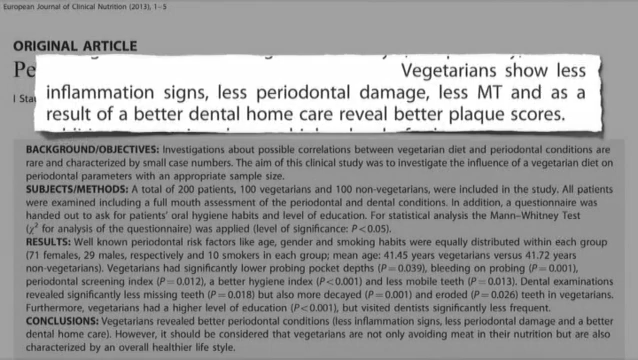 European Journal of Clinical Nutrition (2013), 1–5
ORIGINAL ARTICLE
Pe
I Sta
Vegetarians show less
inflammation signs, less periodontal damage, less MT and as a
result of a better dental home care reveal better plaque scores.
BACKGROUND/OBJECTIVES: Investigations about possible correlations between vegetarian diet and periodontal conditions are
rare and characterized by small case numbers. The aim of this clinical study was to investigate the influence of a vegetarian diet on
periodontal parameters with an appropriate sample size.
SUBJECTS/METHODS: A total of 200 patients, 100 vegetarians and 100 non-vegetarians, were included in the study. All patients
were examined including a full mouth assessment of the periodontal and dental conditions. In addition, a questionnaire was
handed out to ask for patients' oral hygiene habits and level of education. For statistical analysis the Mann–Whitney Test
(χ² for analysis of the questionnaire) was applied (level of significance: P<0.05).
RESULTS: Well known periodontal risk factors like age, gender and smoking habits were equally distributed within each group
(71 females, 29 males, respectively and 10 smokers in each group; mean age: 41.45 years vegetarians versus 41.72 years
non-vegetarians). Vegetarians had significantly lower probing pocket depths (P=0.039), bleeding on probing (P=0.001),
periodontal screening index (P=0.012), a better hygiene index (P<0.001) and less mobile teeth (P=0.013). Dental examinations
revealed significantly less missing teeth (P=0.018) but also more decayed (P=0.001) and eroded (P=0.026) teeth in vegetarians.
Furthermore, vegetarians had a higher level of education (P<0.001), but visited dentists significantly less frequent.
CONCLUSIONS: Vegetarians revealed better periodontal conditions (less inflammation signs, less periodontal damage and a better
dental home care). However, it should be considered that vegetarians are not only avoiding meat in their nutrition but are also
characterized by an overall healthier life style.